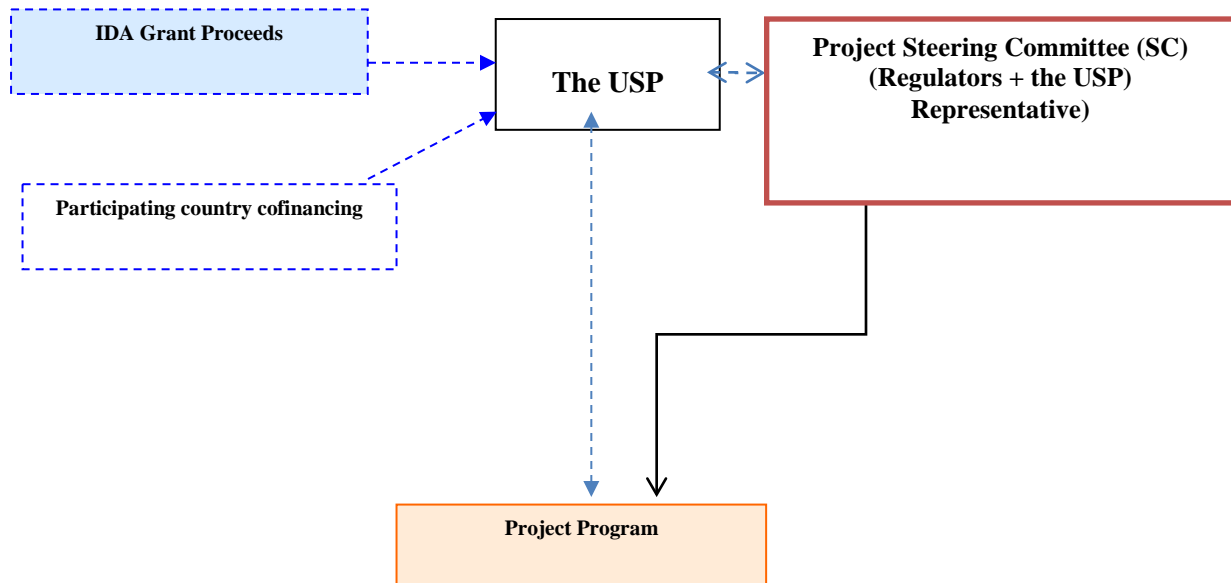 IDA Grant Proceeds
The USP
Project Steering Committee (SC)
(Regulators + the USP)
Representative)
Participating country cofinancing
Project Program